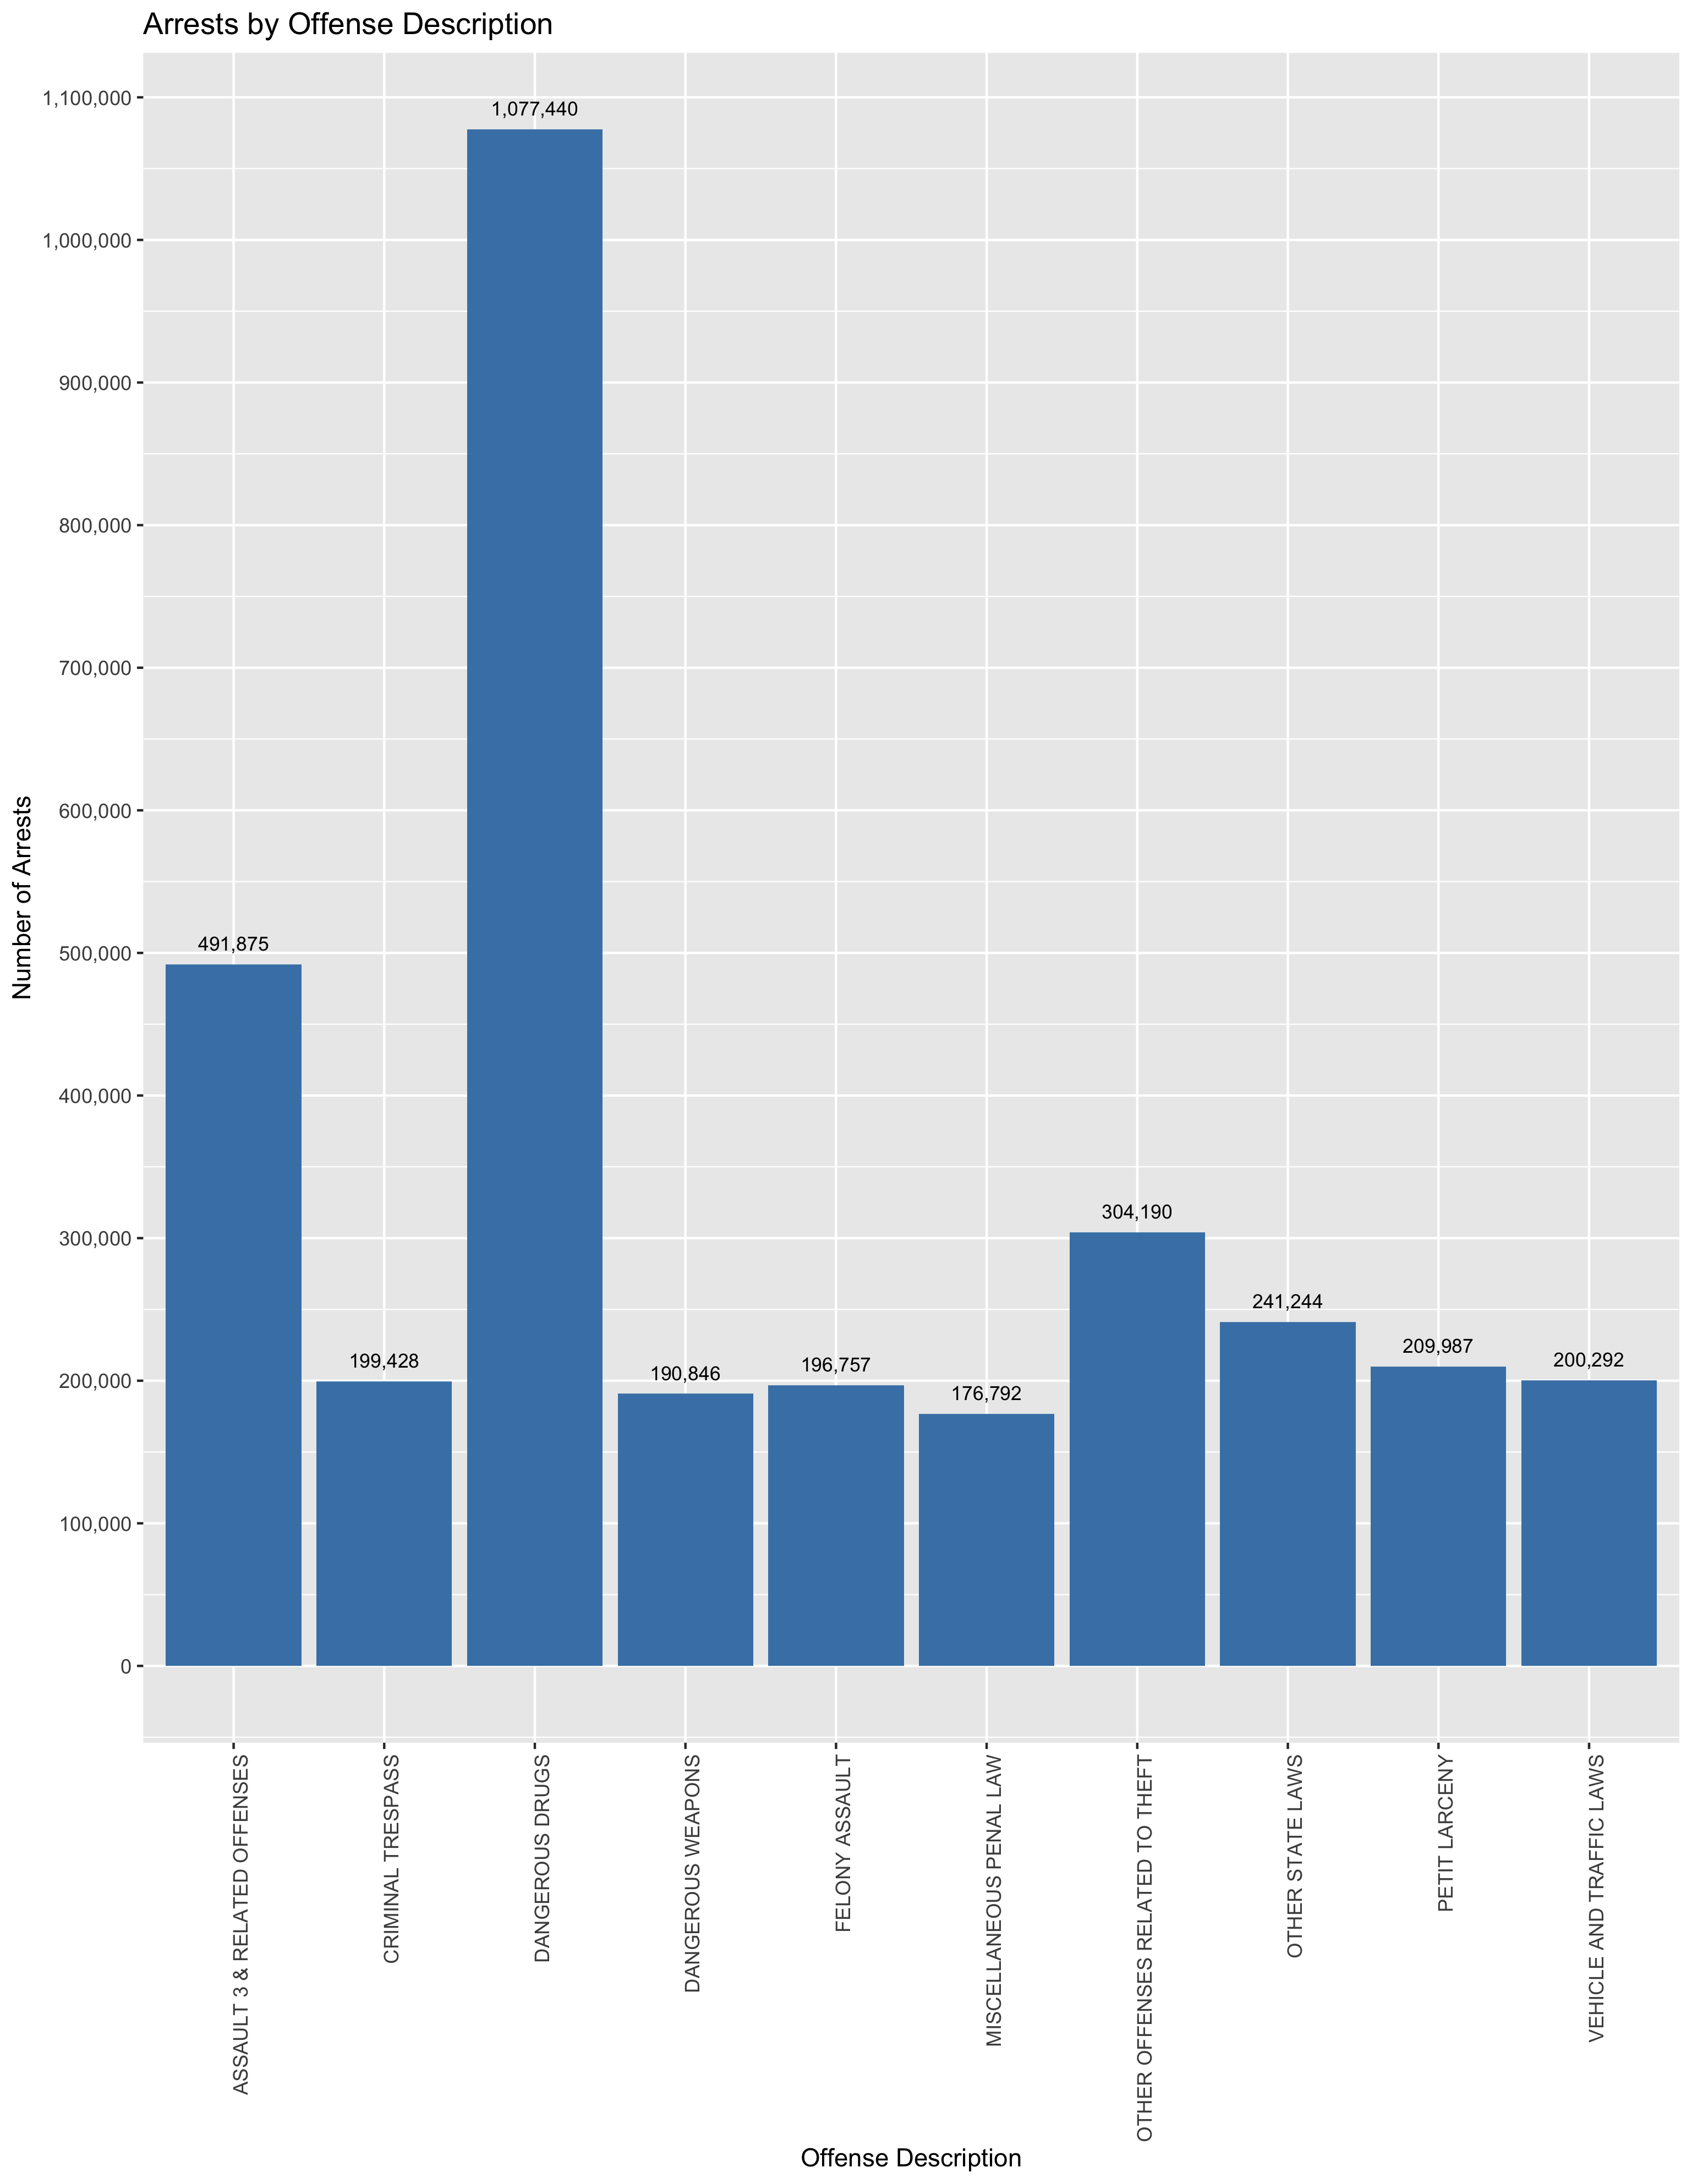 Arrests by Offense Description
Number of Arrests
1,100,000
1,000,000
900,000
800,000
700,000
600,000
500,000
400,000
300,000
200,000
100,000
0
491,875
199,428
1,077,440
190,846
196,757
176,792
304,190
241,244
209,987
200,292
ASSAULT 3 & RELATED OFFENSES
CRIMINAL TRESPASS
DANGEROUS DRUGS
DANGEROUS WEAPONS
FELONY ASSAULT
MISCELLANEOUS PENAL LAW
OTHER OFFENSES RELATED TO THEFT
OTHER STATE LAWS
PETIT LARCENY
VEHICLE AND TRAFFIC LAWS
Offense Description